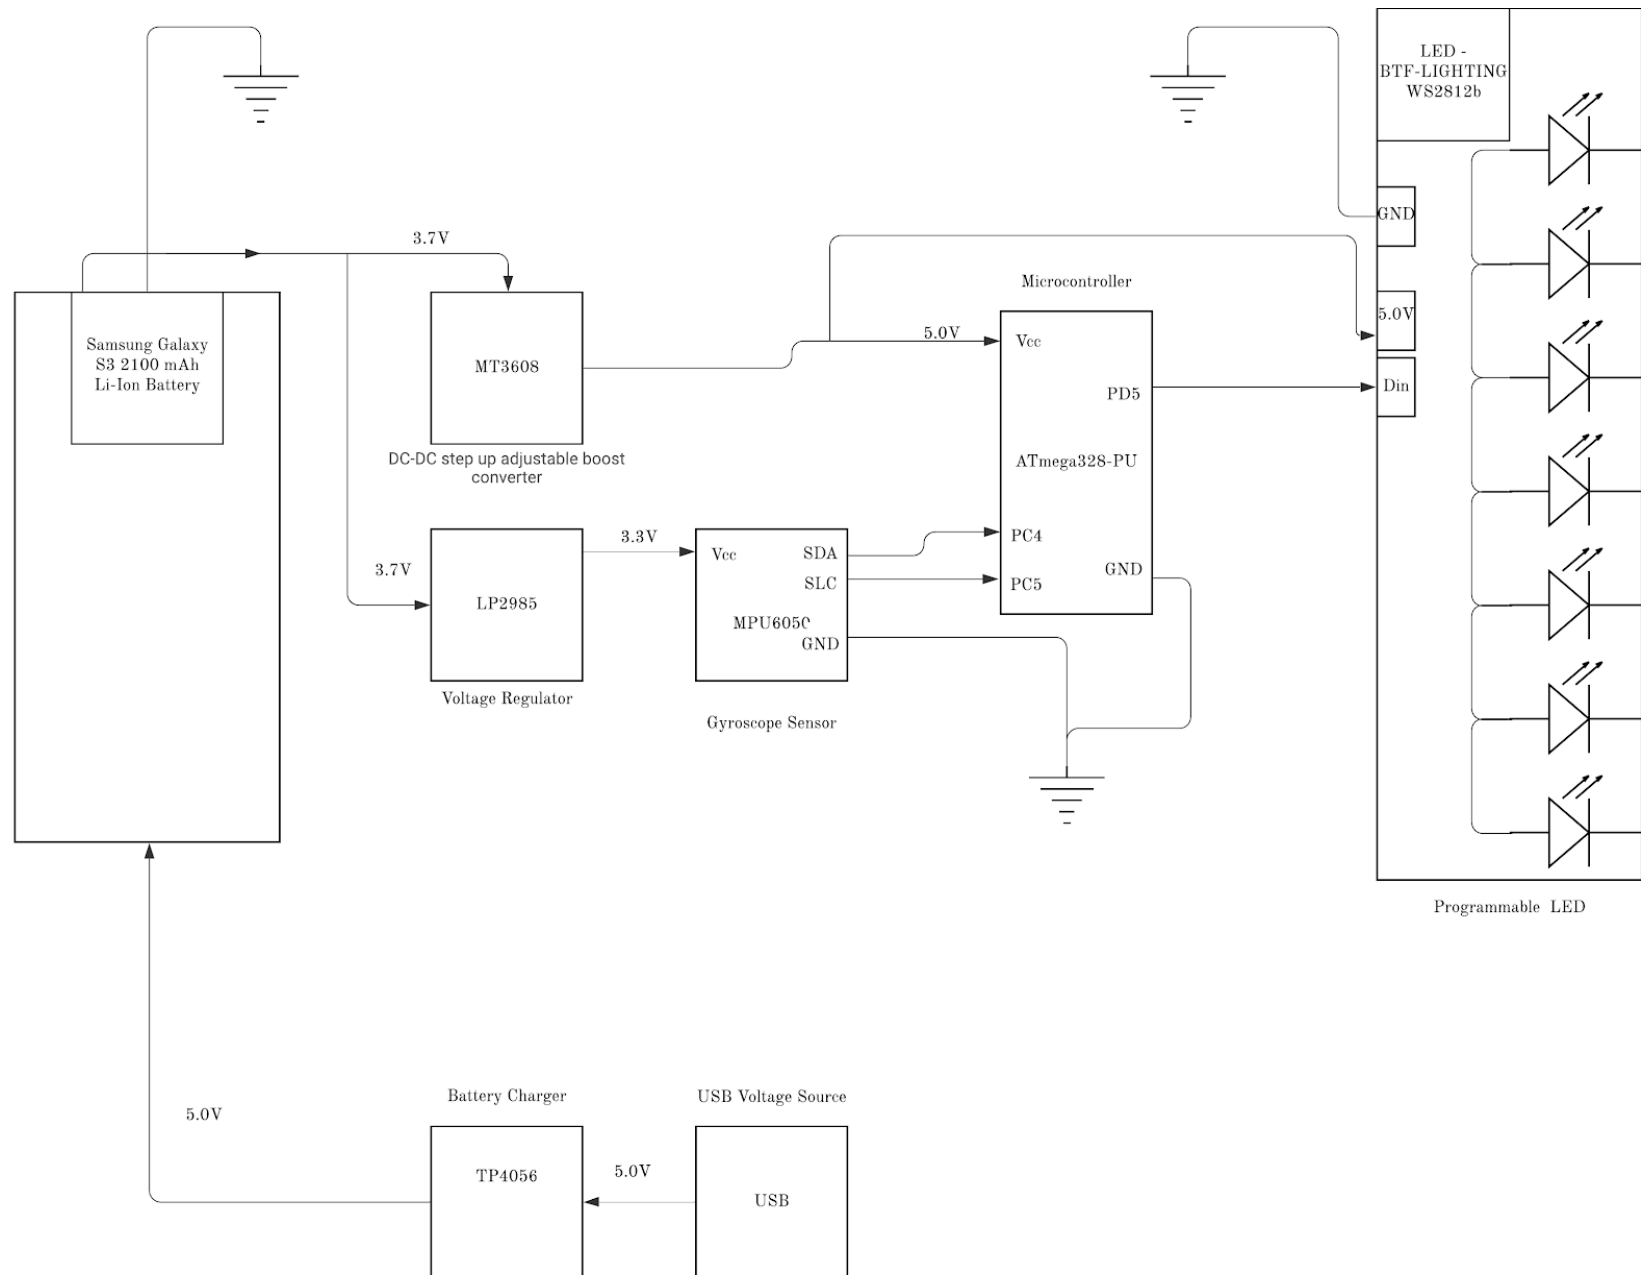 LED -
BTF-LIGHTING
WS2812b
GND
3.7V
Microcontroller
5.0V
5.0V
Vcc
Samsung Galaxy
S3 2100 mAh
Li-Ion Battery
MT3608
Din
PD5
DC-DC step up adjustable boost
converter
ATmega328-PU
3.3V
Vcc
SDA
PC4
3.7V
SLC
PC5
GND
LP2985
MPU6050
GND
Voltage Regulator
Gyroscope Sensor
Programmable LED
Battery Charger
USB Voltage Source
5.0V
TP4056
5.0V
USB